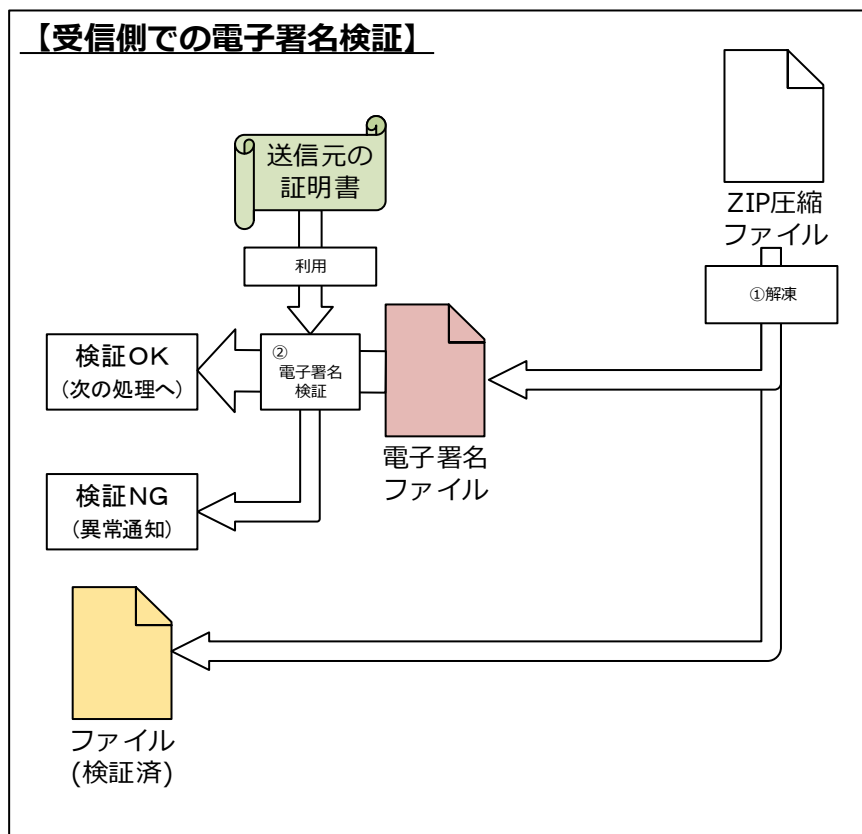 【受信側での電子署名検証】
送信元の
証明書
利用
ZIP圧縮
ファイル
①解凍
検証OK
(次の処理へ)
②
電子署名
検証
電子署名
ファイル
検証NG
(異常通知)
ファイル
(検証済)